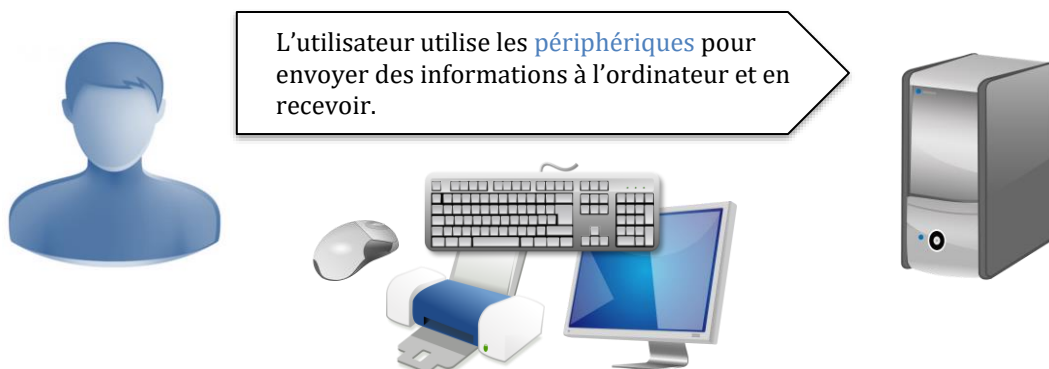 L’utilisateur utilise les périphériques pour
envoyer des informations à l’ordinateur et en
recevoir.